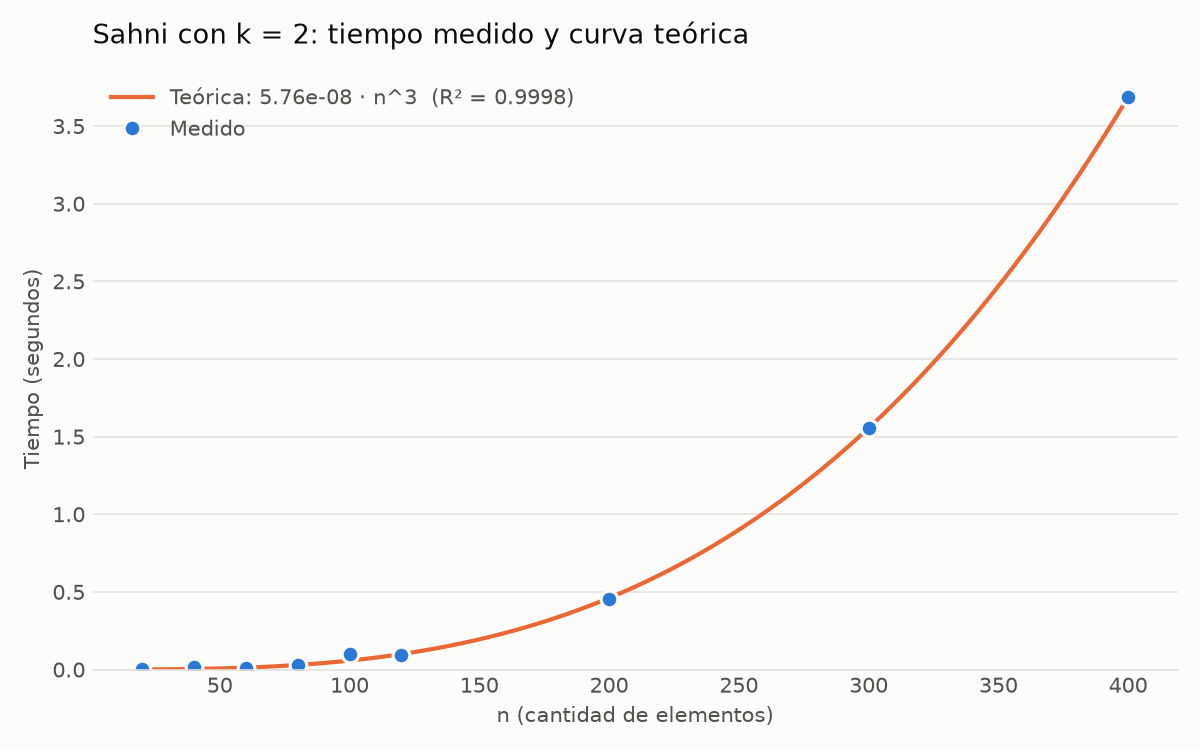 Sahni con k = 2: tiempo medido y curva teórica
Teórica: 5.76e-08 · n^3  (R² = 0.9998)
Medido
Tiempo (segundos)
3.5
3.0
2.5
2.0
1.5
1.0
0.5
0.0
50 100 150 200 250 300 350 400
n (cantidad de elementos)